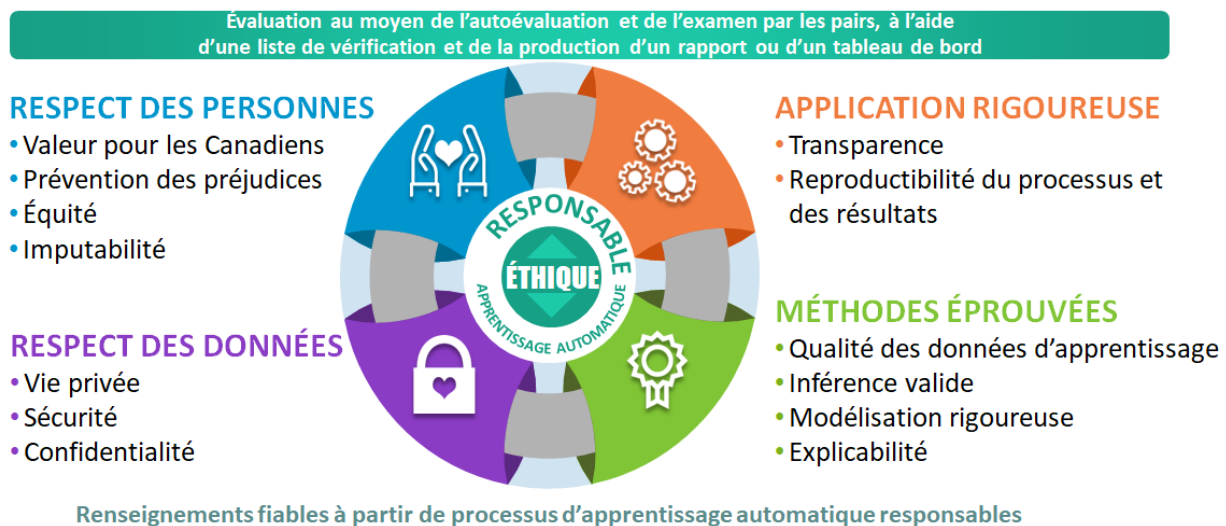 Évaluation au moyen de l'autoévaluation et de l'examen par les pairs, à l'aide
d'une liste de vérification et de la production d'un rapport ou d'un tableau de bord
RESPECT DES PERSONNES
• Valeur pour les Canadiens
• Prévention des préjudices
• Équité
• Imputabilité
APPLICATION RIGOUREUSE
• Transparence
• Reproductibilité du processus et
des résultats
RESPONSABLE
ÉTHIQUE
APPRENTISSAGE AUTOMATIQUE
RESPECT DES DONNÉES
• Vie privée
• Sécurité
• Confidentialité
MÉTHODES ÉPROUVÉES
• Qualité des données d'apprentissage
• Inférence valide
• Modélisation rigoureuse
• Explicabilité
Renseignements fiables à partir de processus d'apprentissage automatique responsables